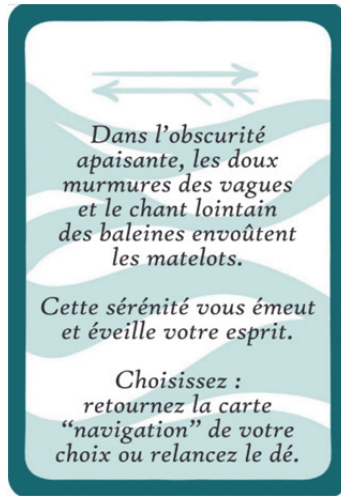 Dans l’obscurité
apaisante, les doux
murmures des vagues
et le chant lointain
des baleines envoûtent
les matelots.
Cette sérénité vous émeut
et éveille votre esprit.
Choisissez :
retournez la carte
“navigation” de votre
choix ou relancez le dé.